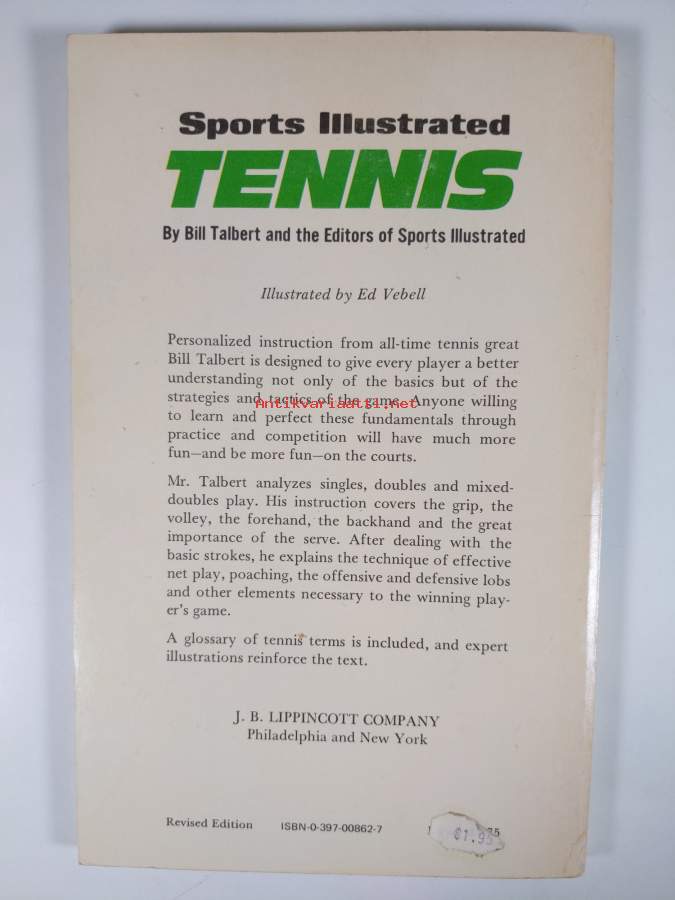 Sports Illustrated
TENNIS
By Bill Talbert and the Editors of Sports Illustrated
Illustrated by Ed Vebell
Personalized instruction from all-time tennis great
Bill Talbert is designed to give every player a better
understanding not only of the basics but of the
strategies and tactics of the game. Anyone willing
Antikvariaatti.net
to learn and perfect these fundamentals through
practice and competition will have much more
fun—and be more fun—on the courts.
Mr. Talbert analyzes singles, doubles and mixed-
doubles play. His instruction covers the grip, the
volley, the forehand, the backhand and the great
importance of the serve. After dealing with the
basic strokes, he explains the technique of effective
net play, poaching, the offensive and defensive lobs
and other elements necessary to the winning play-
er's game.
A glossary of tennis terms is included, and expert
illustrations reinforce the text.
J. B. LIPPINCOTT COMPANY
Philadelphia and New York
Revised Edition ISBN-0-397-00862-7